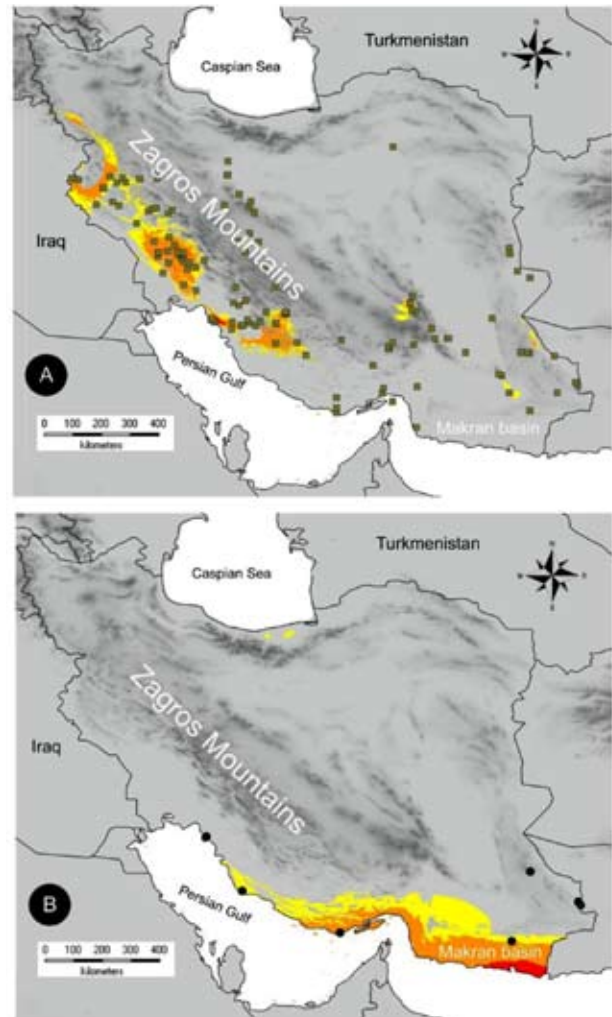 Caspian Sea
Turkmenistan
Zagros Mountains
Iraq
Persian Gulf
A
Makran basin
0 100 200 300 400
kilometers
Caspian Sea
Turkmenistan
Zagros Mountains
Iraq
Persian Gulf
B
Makran basin
0 100 200 300 400
kilometers